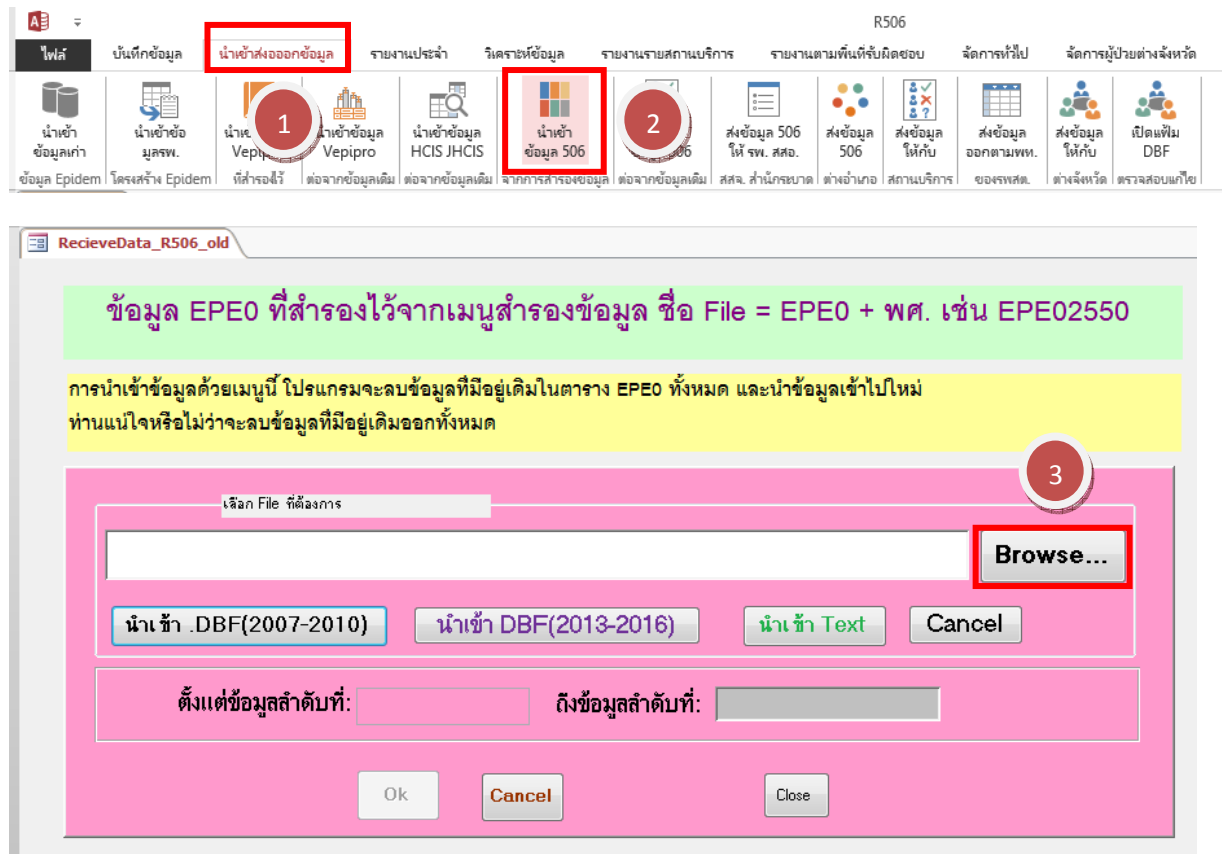 R506
ไฟล์ บันทึกข้อมูล นำเข้าส่งออกข้อมูล รายงานประจำ วิเคราะห์ข้อมูล รายงานรายสถานบริการ รายงานตามพื้นที่รับผิดชอบ จัดการทั่วไป จัดการผู้ป่วยต่างจังหวัด
1 2
นำเข้า นำเข้าข้อ นำเข้าข้อมูล นำเข้าข้อมูล นำเข้า ส่งข้อมูล 506 ส่งข้อมูล ส่งข้อมูล ส่งข้อมูล ส่งข้อมูล เปิดแฟ้ม
ข้อมูลเก่า มูลรพ. Vepipro HCIS JHCIS ข้อมูล 506 ให้ รพ. สสอ. 506 ให้กับ ออกตามพท. ให้กับ DBF
ข้อมูล Epidem โครงสร้าง Epidem ที่สำรองไว้ ต่อจากข้อมูลเดิม ต่อจากข้อมูลเดิม จากการสำรองข้อมูล ต่อจากข้อมูลเดิม สสจ. สำนักระบาด ต่างอำเภอ สถานบริการ ของรพสต. ต่างจังหวัด ตรวจสอบแก้ไข
RecieveData_R506_old
ข้อมูล EPE0 ที่สำรองไว้จากเมนูสำรองข้อมูล ชื่อ File = EPE0 + พศ. เช่น EPE02550
การนำเข้าข้อมูลด้วยเมนูนี้ โปรแกรมจะลบข้อมูลที่มีอยู่เดิมในตาราง EPE0 ทั้งหมด และนำข้อมูลเข้าไปใหม่
ท่านแน่ใจหรือไม่ว่าจะลบข้อมูลที่มีอยู่เดิมออกทั้งหมด
3
เลือก File ที่ต้องการ
Browse...
นำเข้า .DBF(2007-2010) นำเข้า DBF(2013-2016) นำเข้า Text Cancel
ตั้งแต่ข้อมูลลำดับที่: ถึงข้อมูลลำดับที่:
Ok Cancel Close